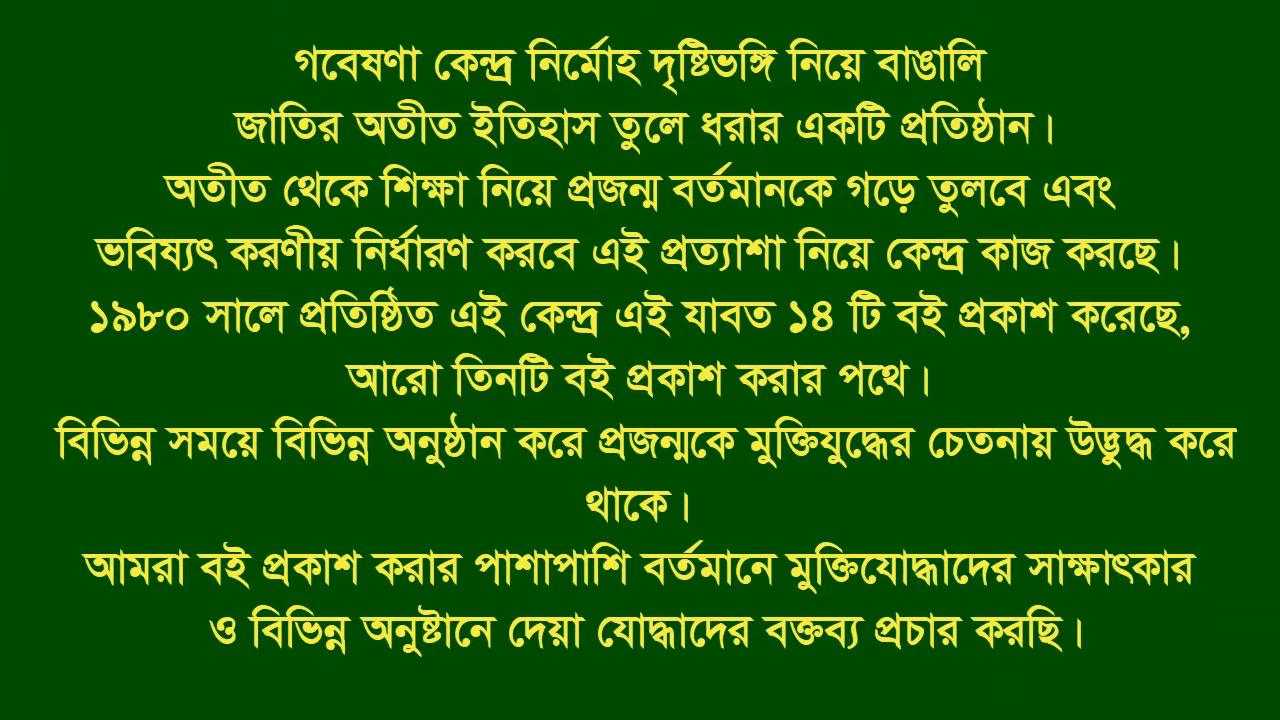 গবেষণা কেন্দ্র নির্মোহ দৃষ্টিভঙ্গি নিয়ে বাঙালি
জাতির অতীত ইতিহাস তুলে ধরার একটি প্রতিষ্ঠান।
অতীত থেকে শিক্ষা নিয়ে প্রজন্ম বর্তমানকে গড়ে তুলবে এবং
ভবিষ্যৎ করণীয় নির্ধারণ করবে এই প্রত্যাশা নিয়ে কেন্দ্র কাজ করছে।
১৯৮০ সালে প্রতিষ্ঠিত এই কেন্দ্র এই যাবত ১৪ টি বই প্রকাশ করেছে,
আরো তিনটি বই প্রকাশ করার পথে।
বিভিন্ন সময়ে বিভিন্ন অনুষ্ঠান করে প্রজন্মকে মুক্তিযুদ্ধের চেতনায় উদ্ভুদ্ধ করে
থাকে।
আমরা বই প্রকাশ করার পাশাপাশি বর্তমানে মুক্তিযোদ্ধাদের সাক্ষাৎকার
ও বিভিন্ন অনুষ্টানে দেয়া যোদ্ধাদের বক্তব্য প্রচার করছি।